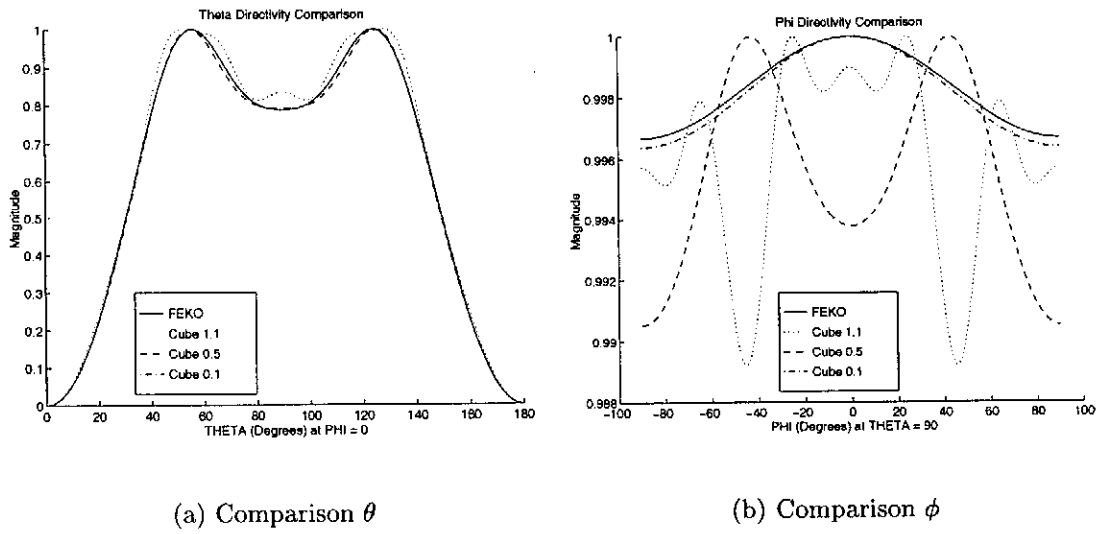 Theta Directivity Comparison
1
0.9
0.8
0.7
0.6
0.5
0.4
0.3
0.2
0.1
0
Magnitude
FEKO
Cube 1.1
Cube 0.5
Cube 0.1
0 20 40 60 80 100 120 140 160 180
THETA (Degrees) at PHI = 0
(a) Comparison θ
Phi Directivity Comparison
1
0.998
0.996
0.994
0.992
0.99
0.988
Magnitude
FEKO
Cube 1.1
Cube 0.5
Cube 0.1
-100 -80 -60 -40 -20 0 20 40 60 80 100
PHI (Degrees) at THETA = 90
(b) Comparison ϕ